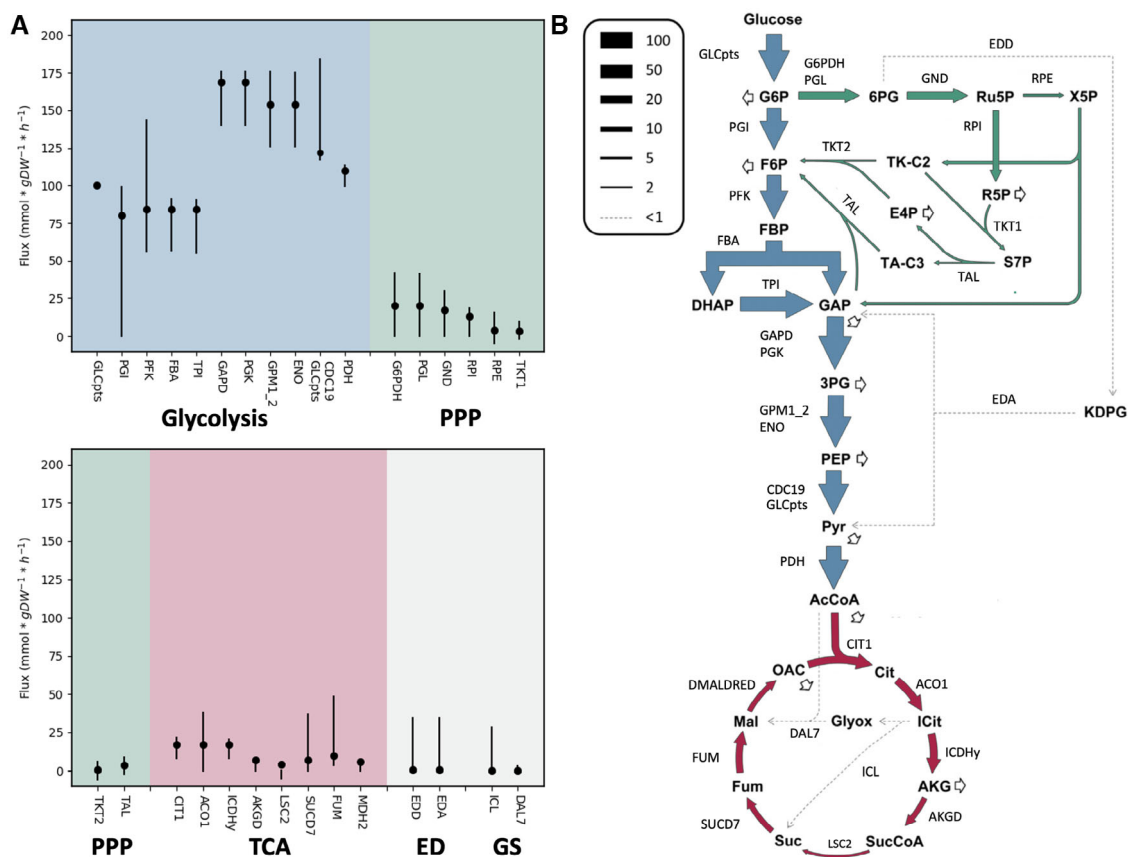 A
200
175
150
125
100
75
50
25
0
Flux (mmol * gDW⁻¹ * h⁻¹)
GLCpts
PGI
PFK
FBA
TPI
GAPD
PGK
GPM1_2
ENO
CDC19
GLCpts
PDH
G6PDH
PGL
GND
RPI
RPE
TKT1
Glycolysis
PPP
200
175
150
125
100
75
50
25
0
Flux (mmol * gDW⁻¹ * h⁻¹)
TKT2
TAL
CIT1
ACO1
ICDHy
AKGD
LSC2
SUCD7
FUM
MDH2
EDD
EDA
ICL
DAL7
PPP
TCA
ED
GS
B
100
50
20
10
5
2
<1
Glucose
GLCpts
G6PDH
PGL
EDD
G6P
6PG
GND
Ru5P
RPE
X5P
PGI
RPI
TKT2
F6P
TK-C2
PFK
TAL
R5P
E4P
TKT1
FBP
FBA
TA-C3
TAL
S7P
TPI
DHAP
GAP
GAPD
PGK
3PG
EDA
KDPG
GPM1_2
ENO
PEP
CDC19
GLCpts
Pyr
PDH
AcCoA
CIT1
OAC
Cit
DMALDRED
ACO1
Mal
Glyox
ICit
DAL7
FUM
ICDHy
ICL
Fum
AKG
SUCD7
AKGD
Suc
LSC2
SucCoA